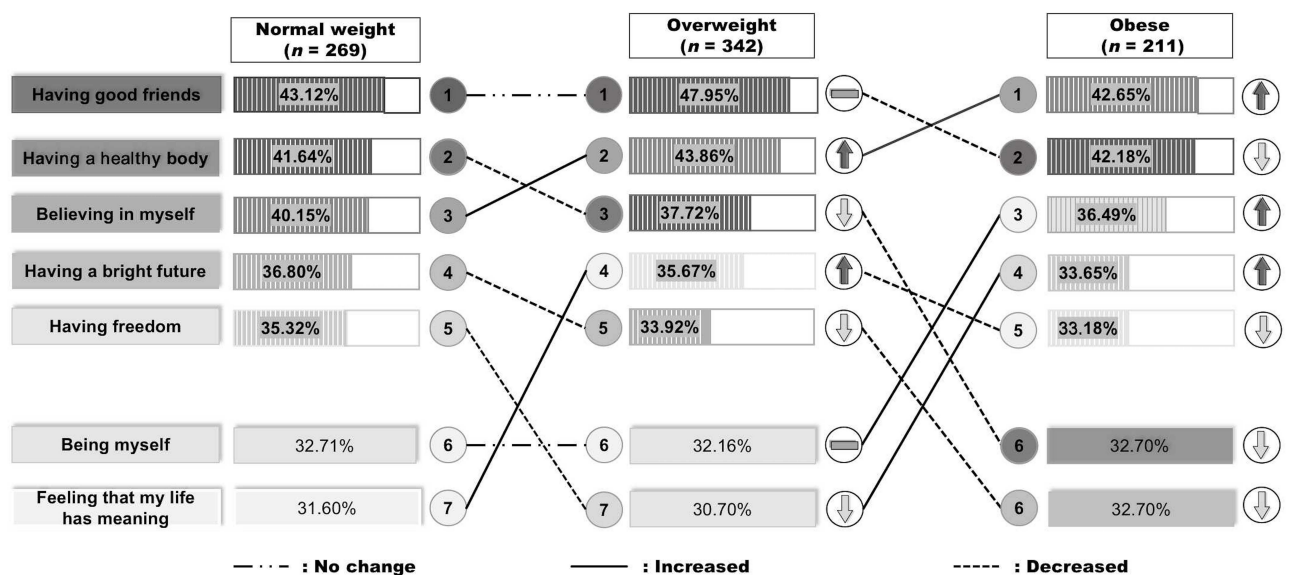 Normal weight
(n = 269)
Overweight
(n = 342)
Obese
(n = 211)
Having good friends
43.12%
1
1
47.95%
1
42.65%
Having a healthy body
41.64%
2
2
43.86%
2
42.18%
Believing in myself
40.15%
3
3
37.72%
3
36.49%
Having a bright future
36.80%
4
4
35.67%
4
33.65%
Having freedom
35.32%
5
5
33.92%
5
33.18%
Being myself
32.71%
6
6
32.16%
6
32.70%
Feeling that my life
has meaning
31.60%
7
7
30.70%
6
32.70%
: No change
: Increased
: Decreased